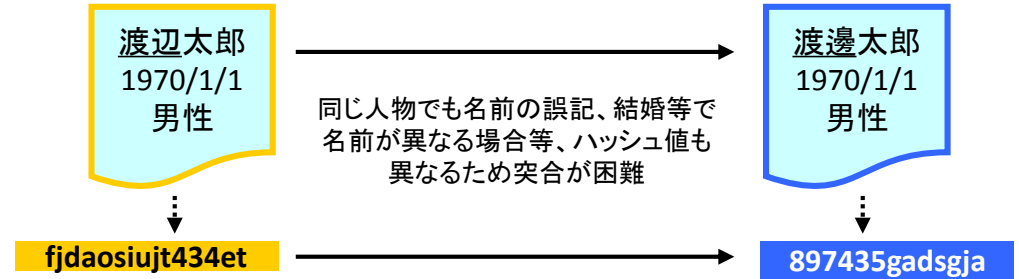 渡辺太郎
1970/1/1
男性
同じ人物でも名前の誤記、結婚等で
名前が異なる場合等、ハッシュ値も
異なるため突合が困難
渡邊太郎
1970/1/1
男性
fjdaosiujt434et
897435gadsgja